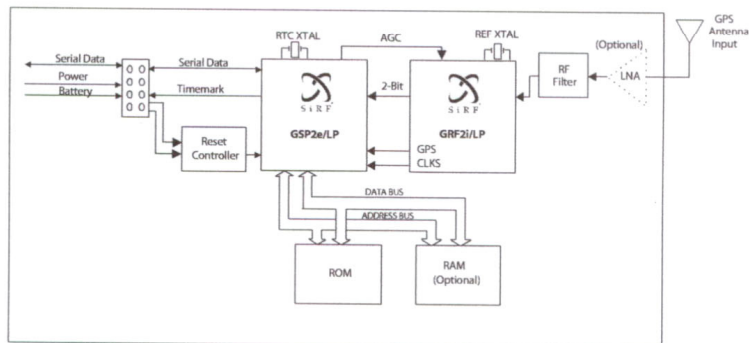 GPS
Antenna
Input
RTC XTAL
AGC
REF XTAL
(Optional)
LNA
RF
Filter
Serial Data
Serial Data
Power
Battery
Timemark
SiRF
GSP2e/LP
2-Bit
SiRF
GRF2i/LP
GPS
CLKS
Reset
Controller
DATA BUS
ADDRESS BUS
ROM
RAM
(Optional)